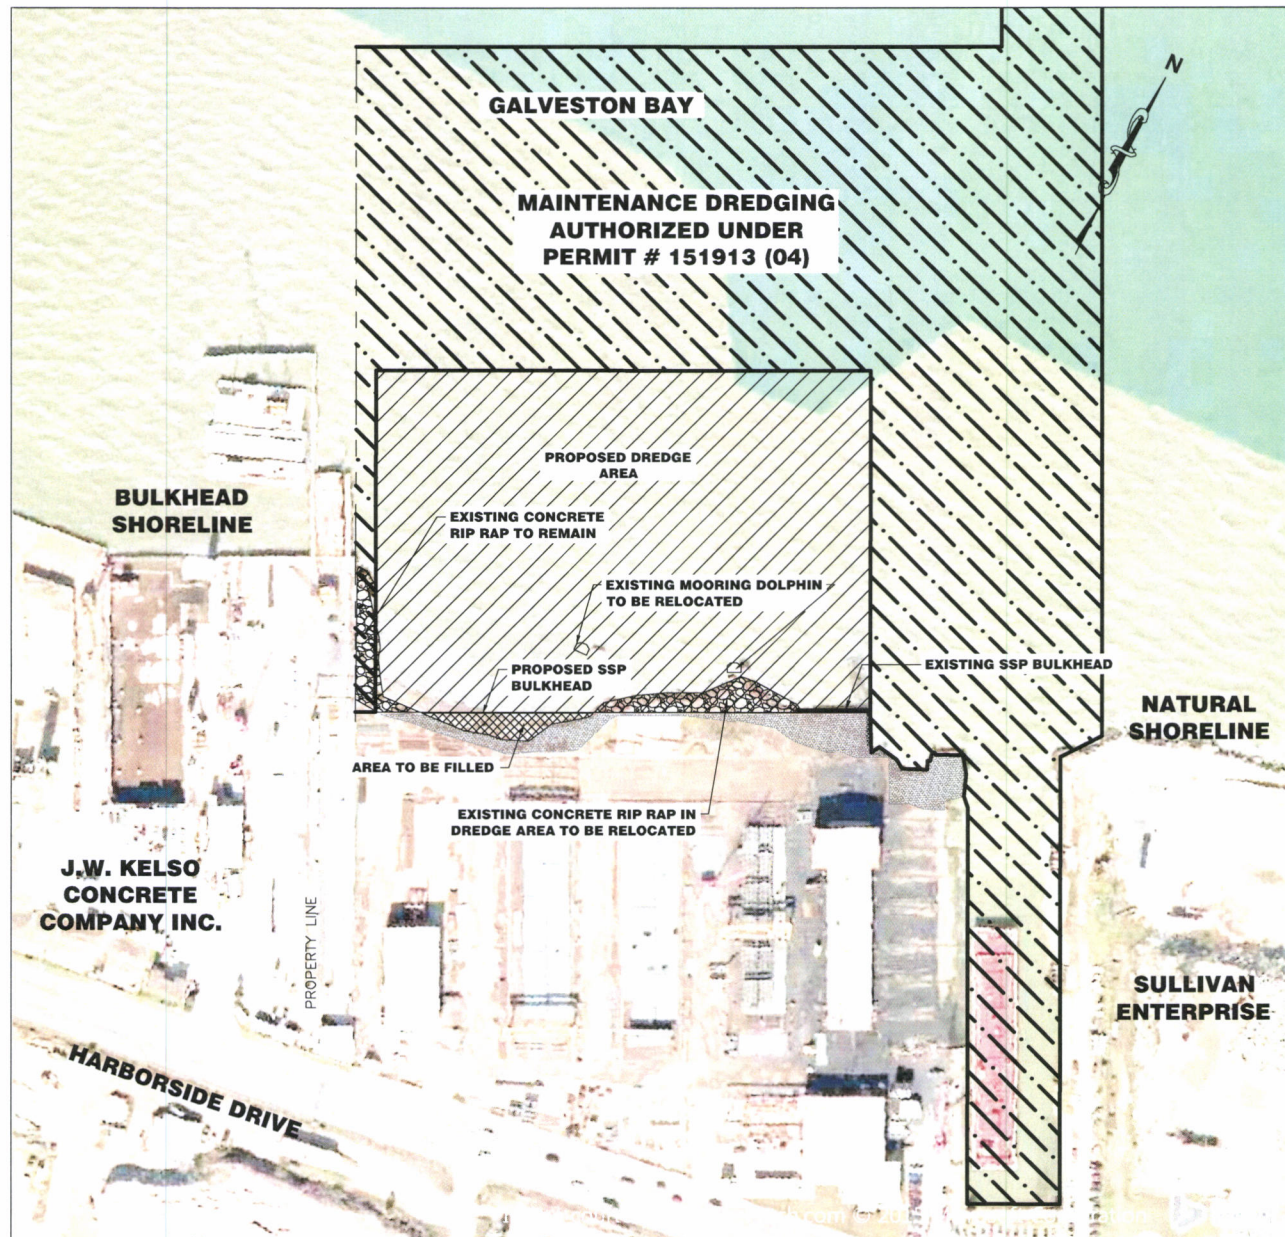 GALVESTON BAY
N
MAINTENANCE DREDGING
AUTHORIZED UNDER
PERMIT # 151913 (04)
PROPOSED DREDGE
AREA
BULKHEAD
SHORELINE
EXISTING CONCRETE
RIP RAP TO REMAIN
EXISTING MOORING DOLPHIN
TO BE RELOCATED
PROPOSED SSP
BULKHEAD
EXISTING SSP BULKHEAD
NATURAL
SHORELINE
AREA TO BE FILLED
EXISTING CONCRETE RIP RAP IN
DREDGE AREA TO BE RELOCATED
J.W. KELSO
CONCRETE
COMPANY INC.
PROPERTY LINE
SULLIVAN
ENTERPRISE
HARBORSIDE DRIVE